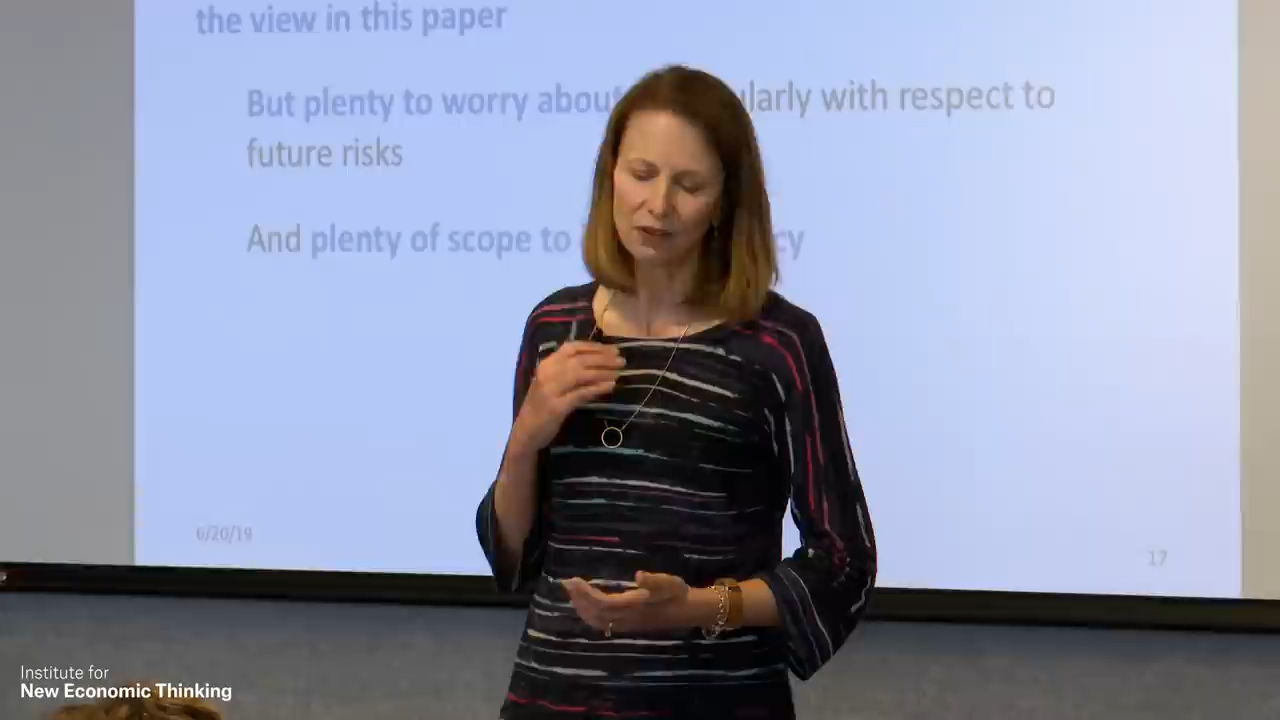 the view in this paper
But plenty to worry about ularly with respect to
future risks
And plenty of scope to cy
6/20/19
17
Institute for
New Economic Thinking